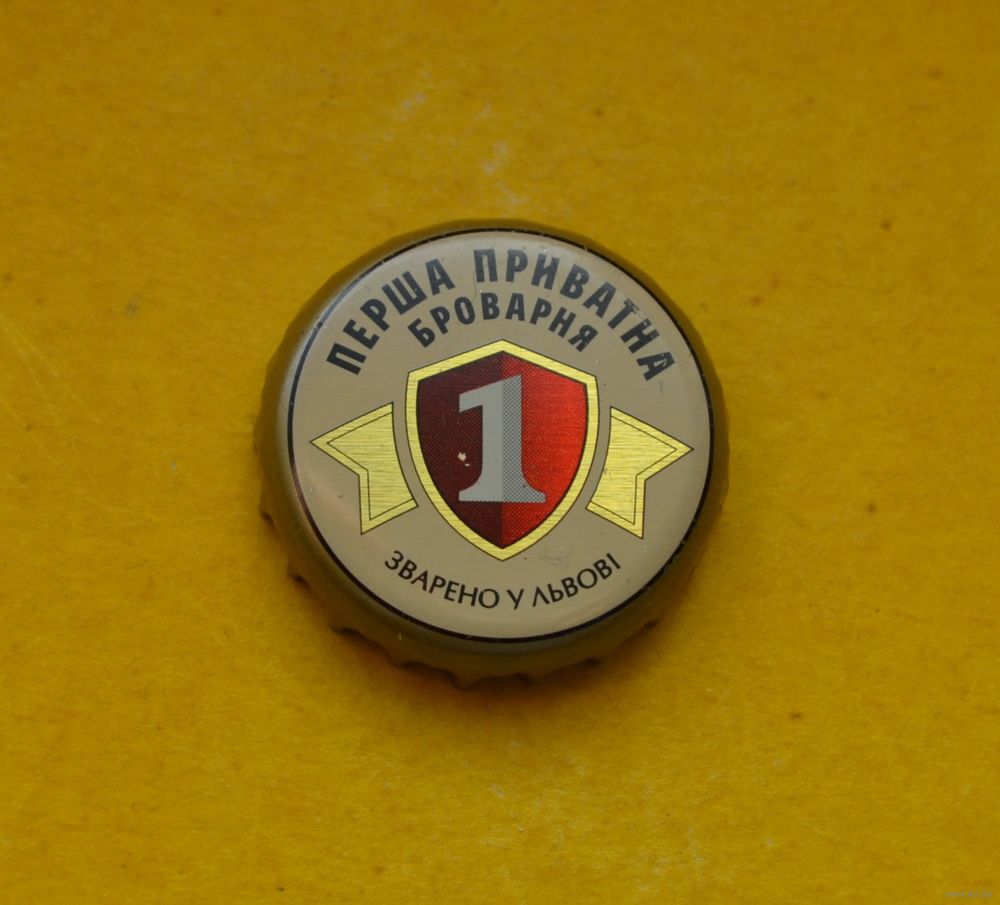 ПЕРША ПРИВАТНА
БРОВАРНЯ
1
ЗВАРЕНО У ЛЬВОВІ